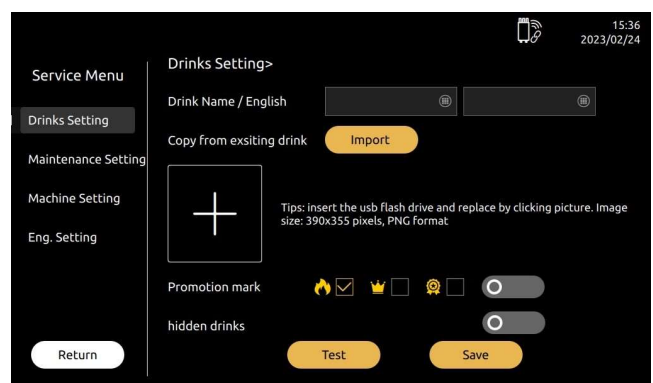 15:36
2023/02/24
Service Menu
Drinks Setting
Maintenance Setting
Machine Setting
Eng. Setting
Return
Drinks Setting>
Drink Name / English
Copy from exsiting drink
Import
Tips: insert the usb flash drive and replace by clicking picture. Image
size: 390x355 pixels, PNG format
Promotion mark
hidden drinks
Test
Save